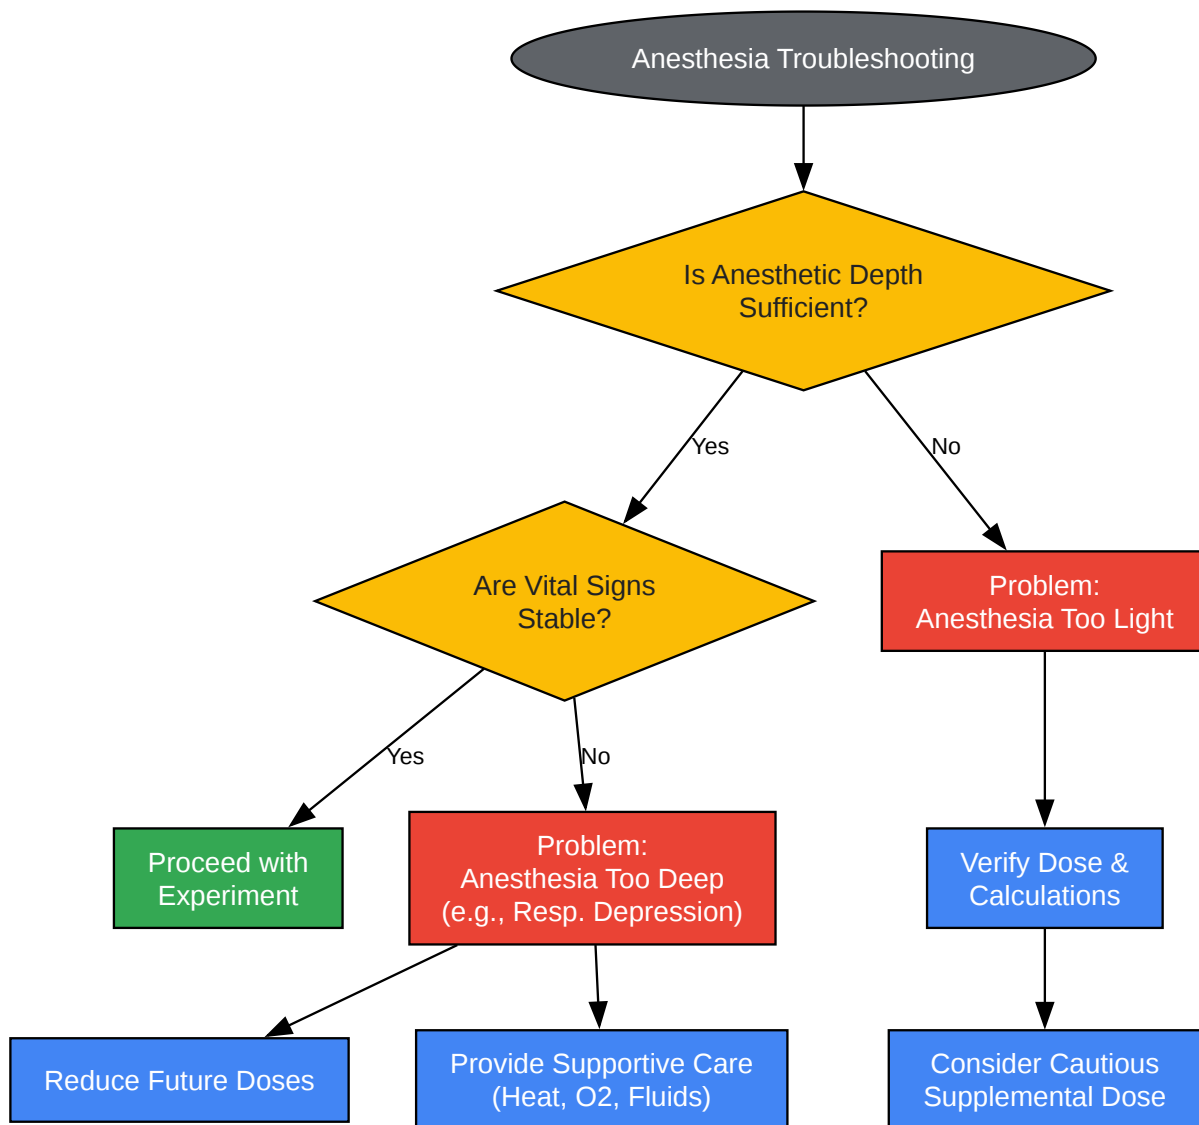 Anesthesia Troubleshooting
Is Anesthetic Depth
Sufficient?
Yes
No
Are Vital Signs
Stable?
Problem:
Anesthesia Too Light
Yes
No
Proceed with
Experiment
Problem:
Anesthesia Too Deep
(e.g., Resp. Depression)
Verify Dose &
Calculations
Reduce Future Doses
Provide Supportive Care
(Heat, O2, Fluids)
Consider Cautious
Supplemental Dose